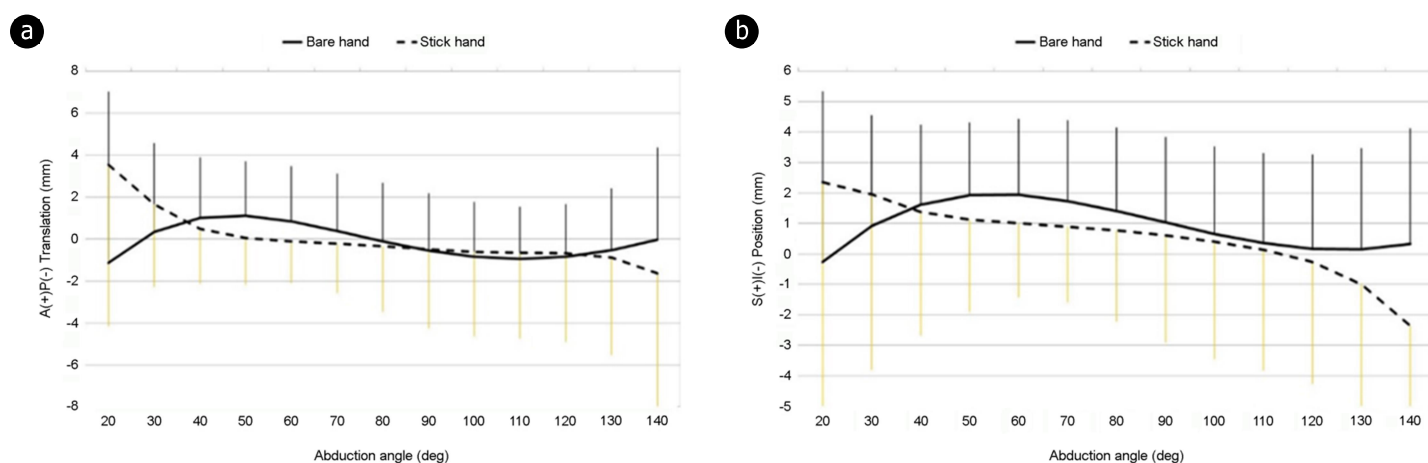 a
Bare hand Stick hand
A(+)P(-) Translation (mm)
8
6
4
2
0
-2
-4
-6
-8
20 30 40 50 60 70 80 90 100 110 120 130 140
Abduction angle (deg)
b
Bare hand Stick hand
S(+)I(-) Position (mm)
6
5
4
3
2
1
0
-1
-2
-3
-4
-5
20 30 40 50 60 70 80 90 100 110 120 130 140
Abduction angle (deg)